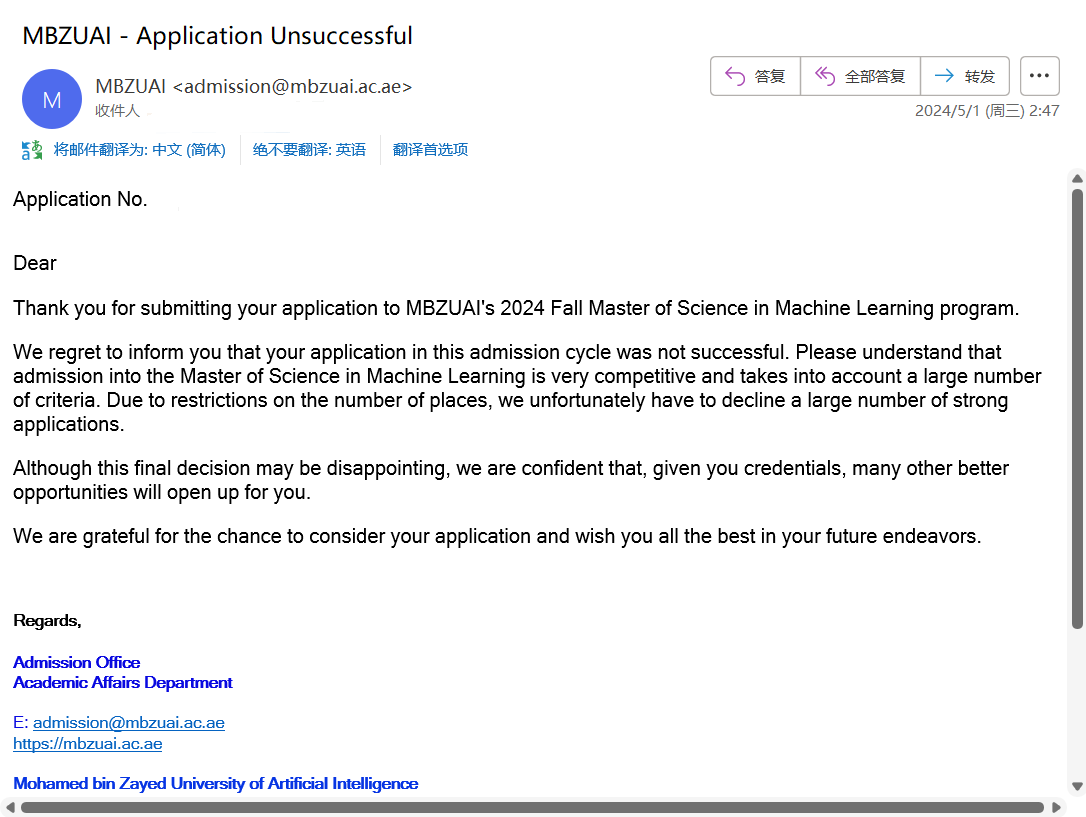 MBZUAI - Application Unsuccessful
M
MBZUAI <admission@mbzuai.ac.ae>
收件人
答复
全部答复
转发
2024/5/1 (周三) 2:47
将邮件翻译为: 中文 (简体)
绝不要翻译: 英语
翻译首选项
Application No.
Dear
Thank you for submitting your application to MBZUAI's 2024 Fall Master of Science in Machine Learning program.
We regret to inform you that your application in this admission cycle was not successful. Please understand that
admission into the Master of Science in Machine Learning is very competitive and takes into account a large number
of criteria. Due to restrictions on the number of places, we unfortunately have to decline a large number of strong
applications.
Although this final decision may be disappointing, we are confident that, given you credentials, many other better
opportunities will open up for you.
We are grateful for the chance to consider your application and wish you all the best in your future endeavors.
Regards,
Admission Office
Academic Affairs Department
E: admission@mbzuai.ac.ae
https://mbzuai.ac.ae
Mohamed bin Zayed University of Artificial Intelligence